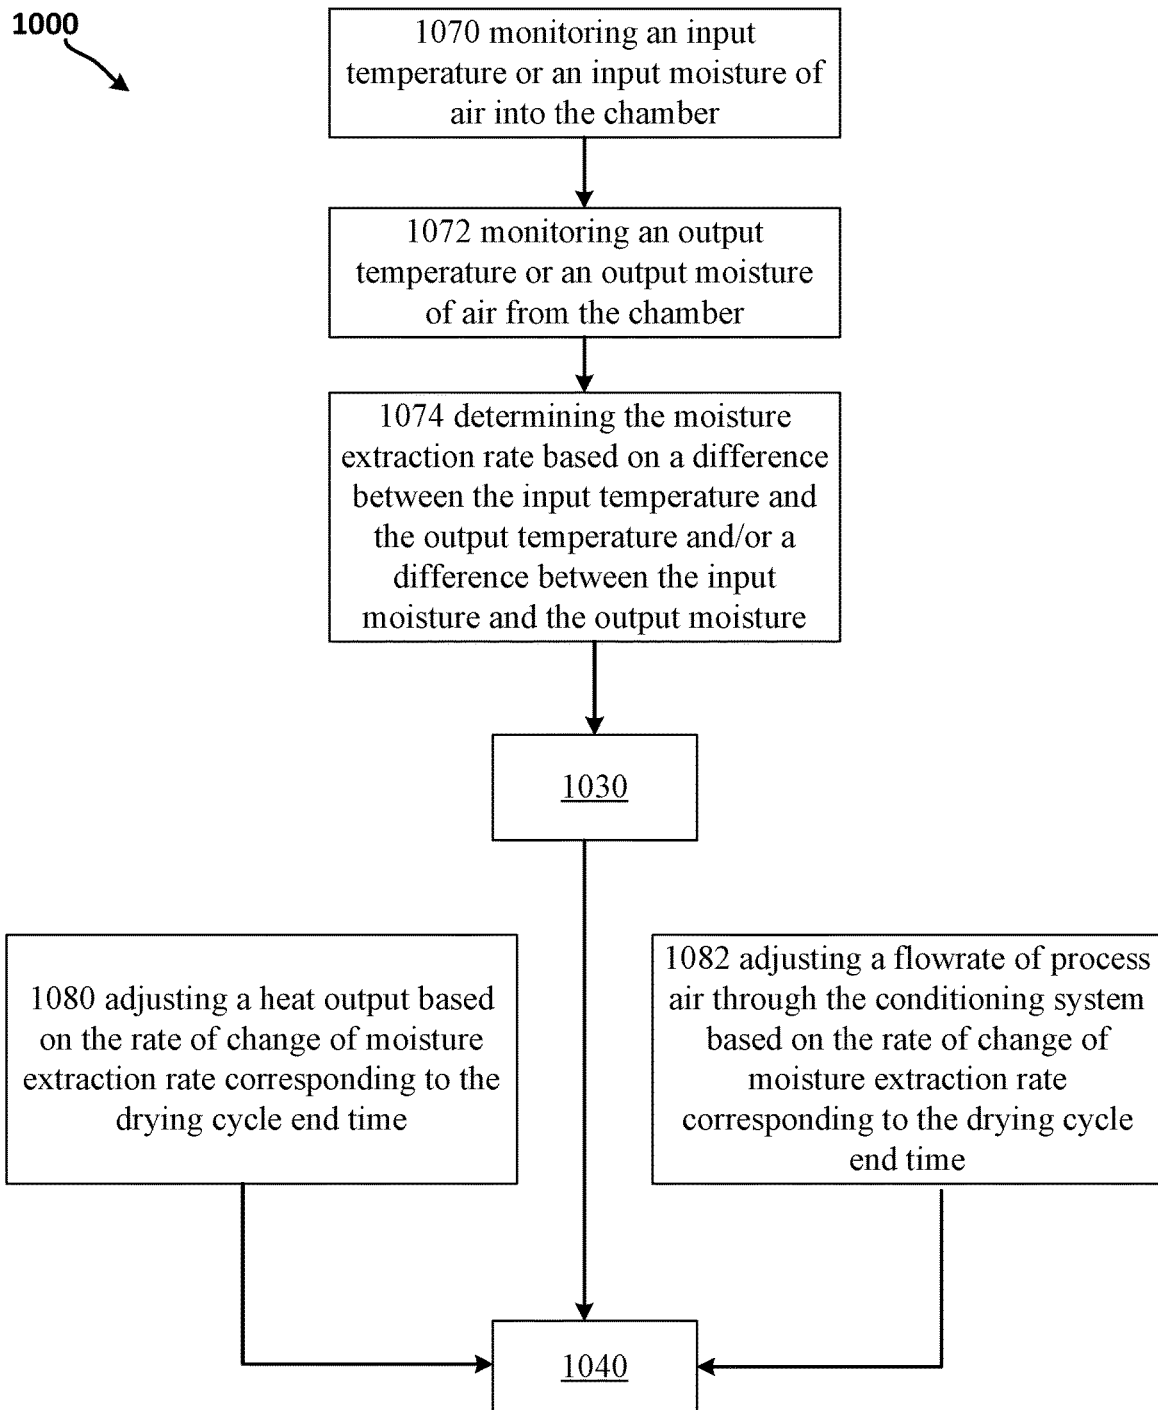 1000
1070 monitoring an input
temperature or an input moisture of
air into the chamber
1072 monitoring an output
temperature or an output moisture
of air from the chamber
1074 determining the moisture
extraction rate based on a difference
between the input temperature and
the output temperature and/or a
difference between the input
moisture and the output moisture
1030
1080 adjusting a heat output based
on the rate of change of moisture
extraction rate corresponding to the
drying cycle end time
1082 adjusting a flowrate of process
air through the conditioning system
based on the rate of change of
moisture extraction rate
corresponding to the drying cycle
end time
1040